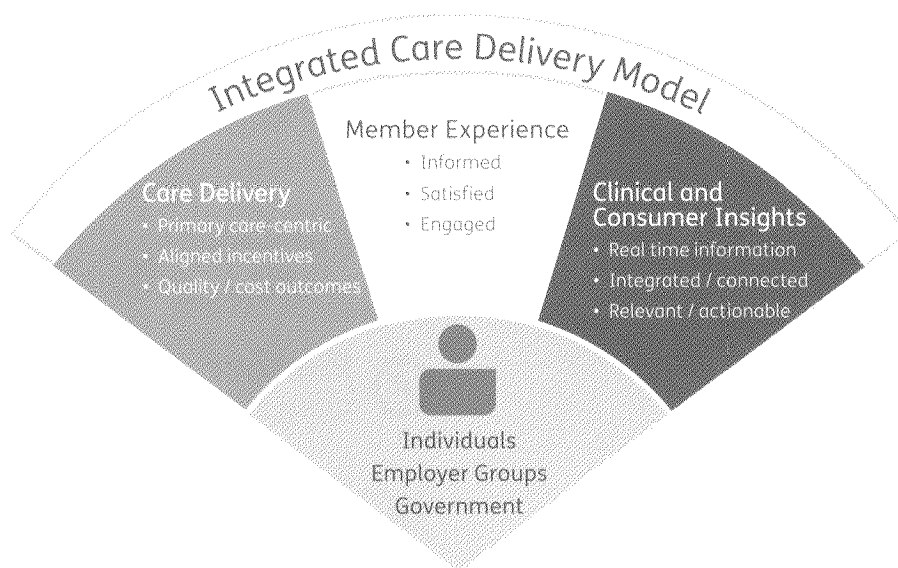 Integrated Care Delivery Model
Care Delivery
• Primary care-centric
• Aligned incentives
• Quality / cost outcomes
Member Experience
• Informed
• Satisfied
• Engaged
Clinical and
Consumer Insights
• Real time information
• Integrated / connected
• Relevant / actionable
Individuals
Employer Groups
Government